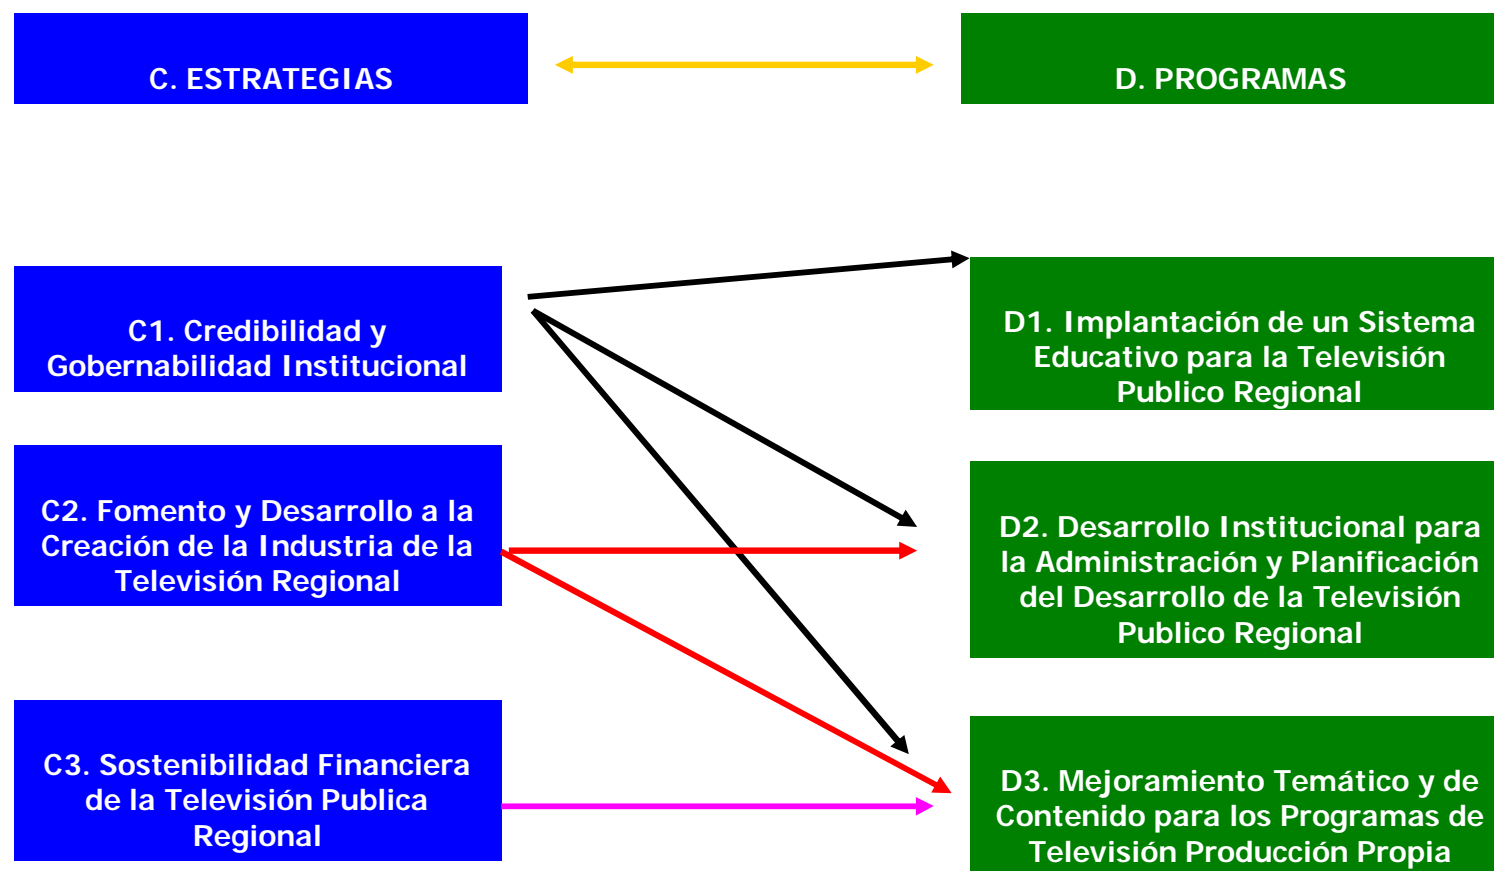 C. ESTRATEGIAS
D. PROGRAMAS
C1. Credibilidad y
Gobernabilidad Institucional
D1. Implantación de un Sistema
Educativo para la Televisión
Publico Regional
C2. Fomento y Desarrollo a la
Creación de la Industria de la
Televisión Regional
D2. Desarrollo Institucional para
la Administración y Planificación
del Desarrollo de la Televisión
Publico Regional
C3. Sostenibilidad Financiera
de la Televisión Publica
Regional
D3. Mejoramiento Temático y de
Contenido para los Programas de
Televisión Producción Propia